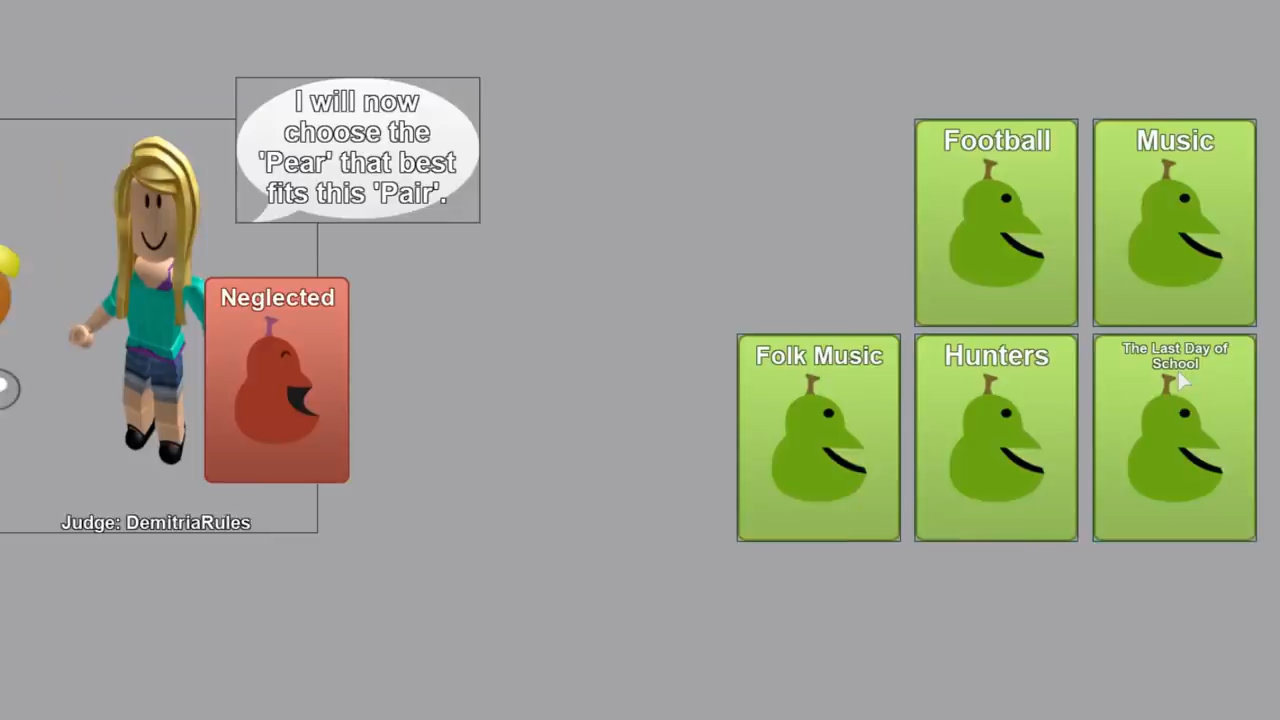 I will now
choose the
'Pear' that best
fits this 'Pair'.
Neglected
Judge: DemitriaRules
Football
Music
Folk Music
Hunters
The Last Day of
School